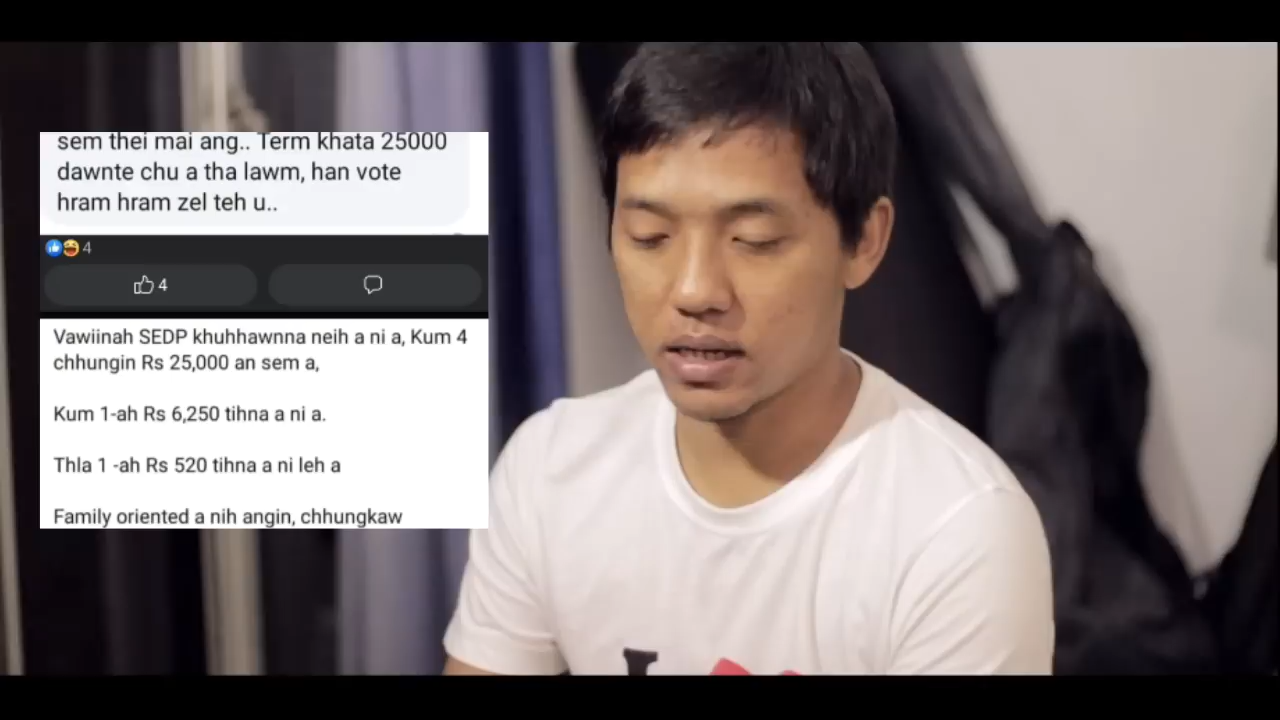 sem thei mai ang.. Term khata 25000
dawnte chu a tha lawm, han vote
hram hram zel teh u..
4
4
Vawiinah SEDP khuhhawnna neih a ni a, Kum 4
chhungin Rs 25,000 an sem a,
Kum 1-ah Rs 6,250 tihna a ni a.
Thla 1 -ah Rs 520 tihna a ni leh a
Family oriented a nih angin, chhungkaw
I